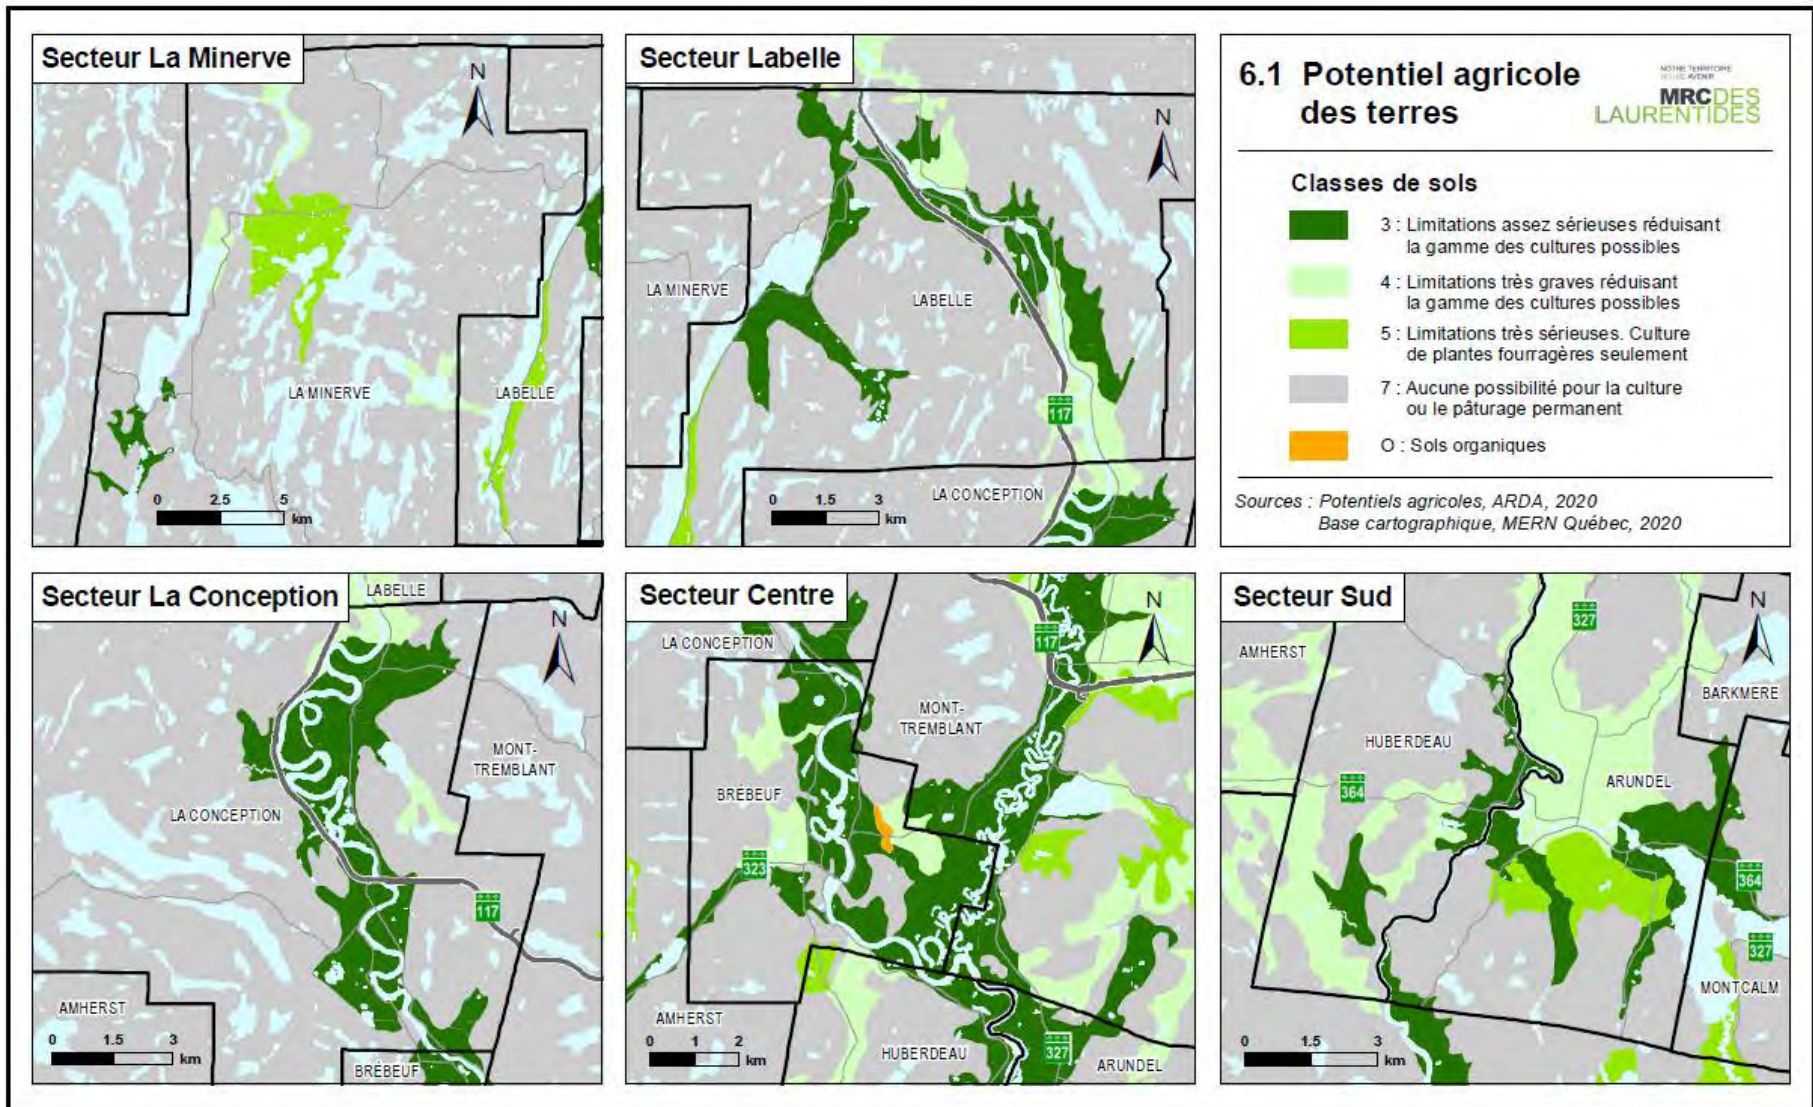 Secteur La Minerve
N
LA MINERVE
LABELLE
0 2.5 5
km
Secteur Labelle
N
LA MINERVE
LABELLE
117
LA CONCEPTION
0 1.5 3
km
6.1 Potentiel agricole
des terres
NOTRE TERRITOIRE
AVENIR
MRC DES
LAURENTIDES
Classes de sols
3 : Limitations assez sérieuses réduisant
la gamme des cultures possibles
4 : Limitations très graves réduisant
la gamme des cultures possibles
5 : Limitations très sérieuses. Culture
de plantes fourragères seulement
7 : Aucune possibilité pour la culture
ou le pâturage permanent
O : Sols organiques
Sources : Potentiels agricoles, ARDA, 2020
Base cartographique, MERN Québec, 2020
Secteur La Conception
LABELLE
N
MONT-
TREMBLANT
LA CONCEPTION
117
AMHERST
0 1.5 3
km
BRÉBEUF
Secteur Centre
N
117
LA CONCEPTION
MONT-
TREMBLANT
BRÉBEUF
323
AMHERST
0 1 2
km
HUBERDEAU
327
ARUNDEL
Secteur Sud
327
N
AMHERST
BARKMERE
HUBERDEAU
ARUNDEL
364
364
327
MONTCALM
0 1.5 3
km